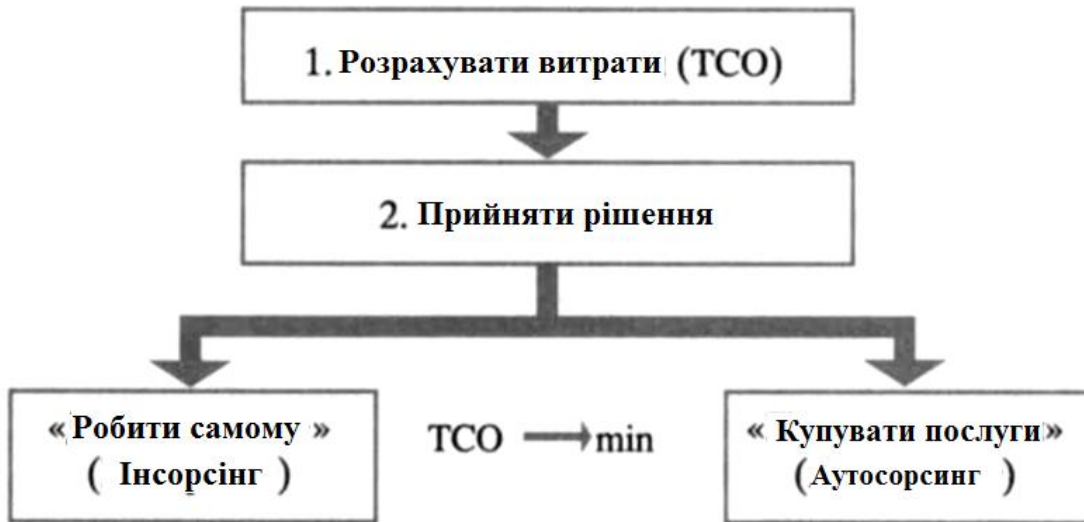 1. Розрахувати витрати (TCO)
2. Прийняти рішення
« Робити самому »
( Інсорсінг )
TCO → min
« Купувати послуги»
(Аутосорсинг )